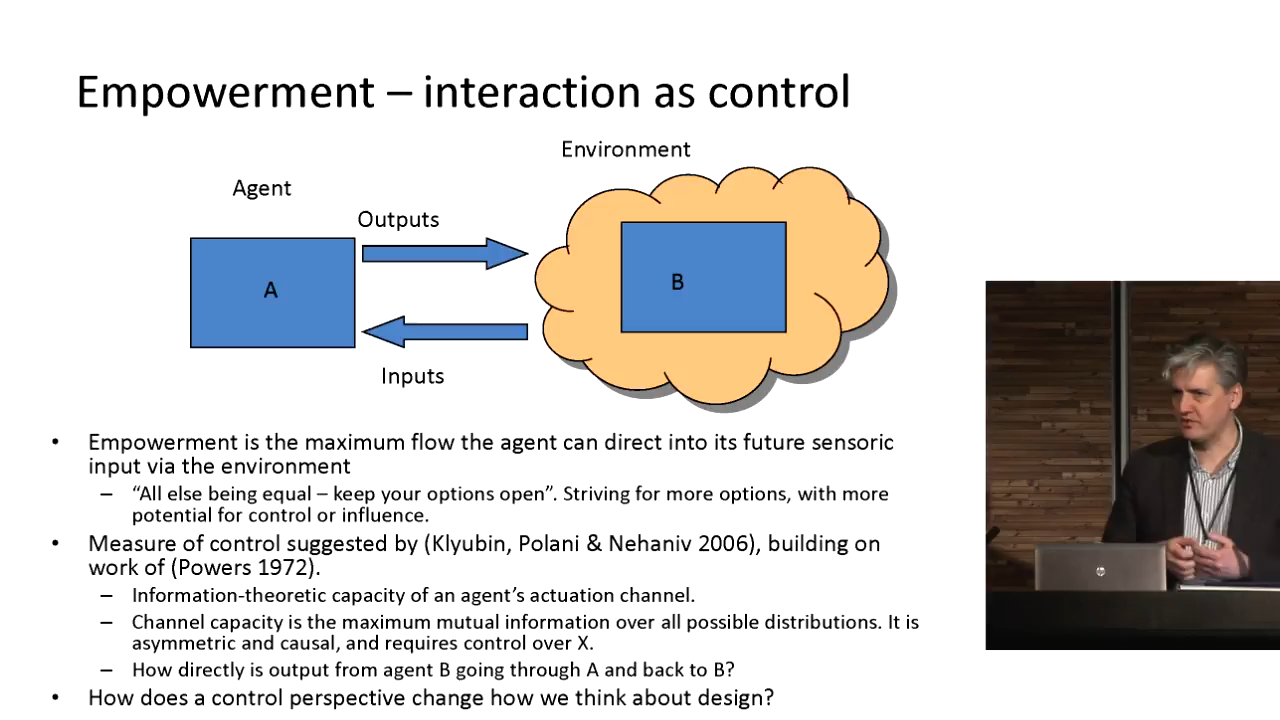 Empowerment – interaction as control
Environment
Agent
Outputs
A
B
Inputs
• Empowerment is the maximum flow the agent can direct into its future sensoric
input via the environment
– “All else being equal – keep your options open”. Striving for more options, with more
potential for control or influence.
• Measure of control suggested by (Klyubin, Polani & Nehaniv 2006), building on
work of (Powers 1972).
– Information-theoretic capacity of an agent’s actuation channel.
– Channel capacity is the maximum mutual information over all possible distributions. It is
asymmetric and causal, and requires control over X.
– How directly is output from agent B going through A and back to B?
• How does a control perspective change how we think about design?
hp